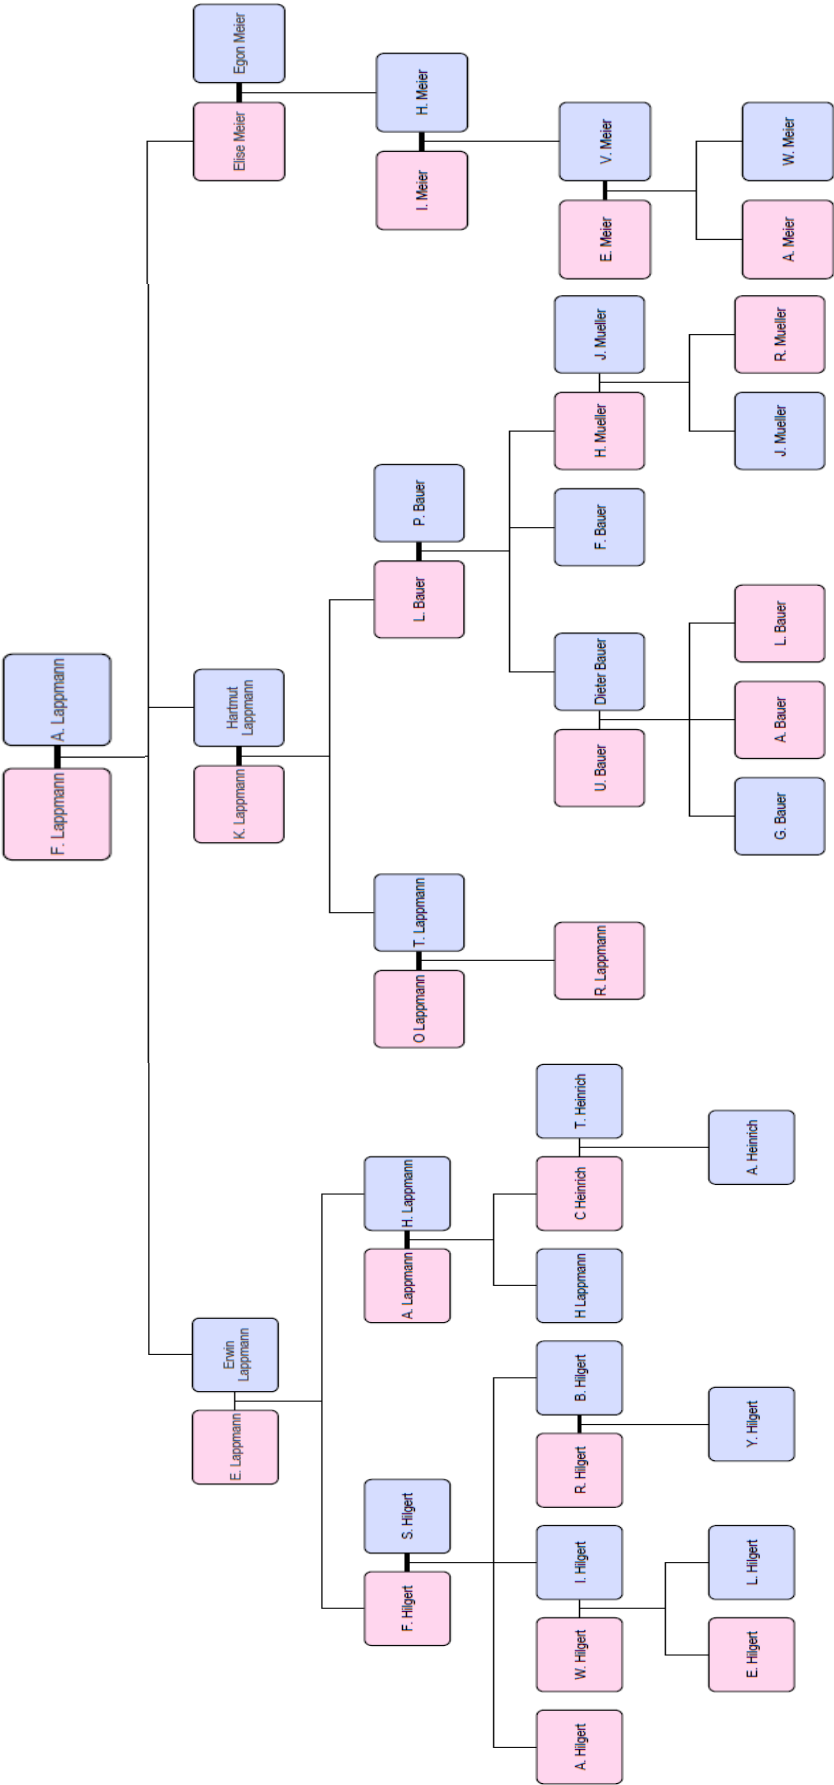 F. Lappmann
A. Lappmann
E. Lappmann
Erwin
Lappmann
K. Lappmann
Hartmut
Lappmann
Elise Meier
Egon Meier
F. Hilgert
S. Hilgert
A. Lappmann
H. Lappmann
O Lappmann
T. Lappmann
L. Bauer
P. Bauer
I. Meier
H. Meier
A. Hilgert
W. Hilgert
I. Hilgert
R. Hilgert
B. Hilgert
H Lappmann
C Heinrich
T. Heinrich
R. Lappmann
U. Bauer
Dieter Bauer
F. Bauer
H. Mueller
J. Mueller
E. Meier
V. Meier
E. Hilgert
L. Hilgert
Y. Hilgert
A. Heinrich
G. Bauer
A. Bauer
L. Bauer
J. Mueller
R. Mueller
A. Meier
W. Meier